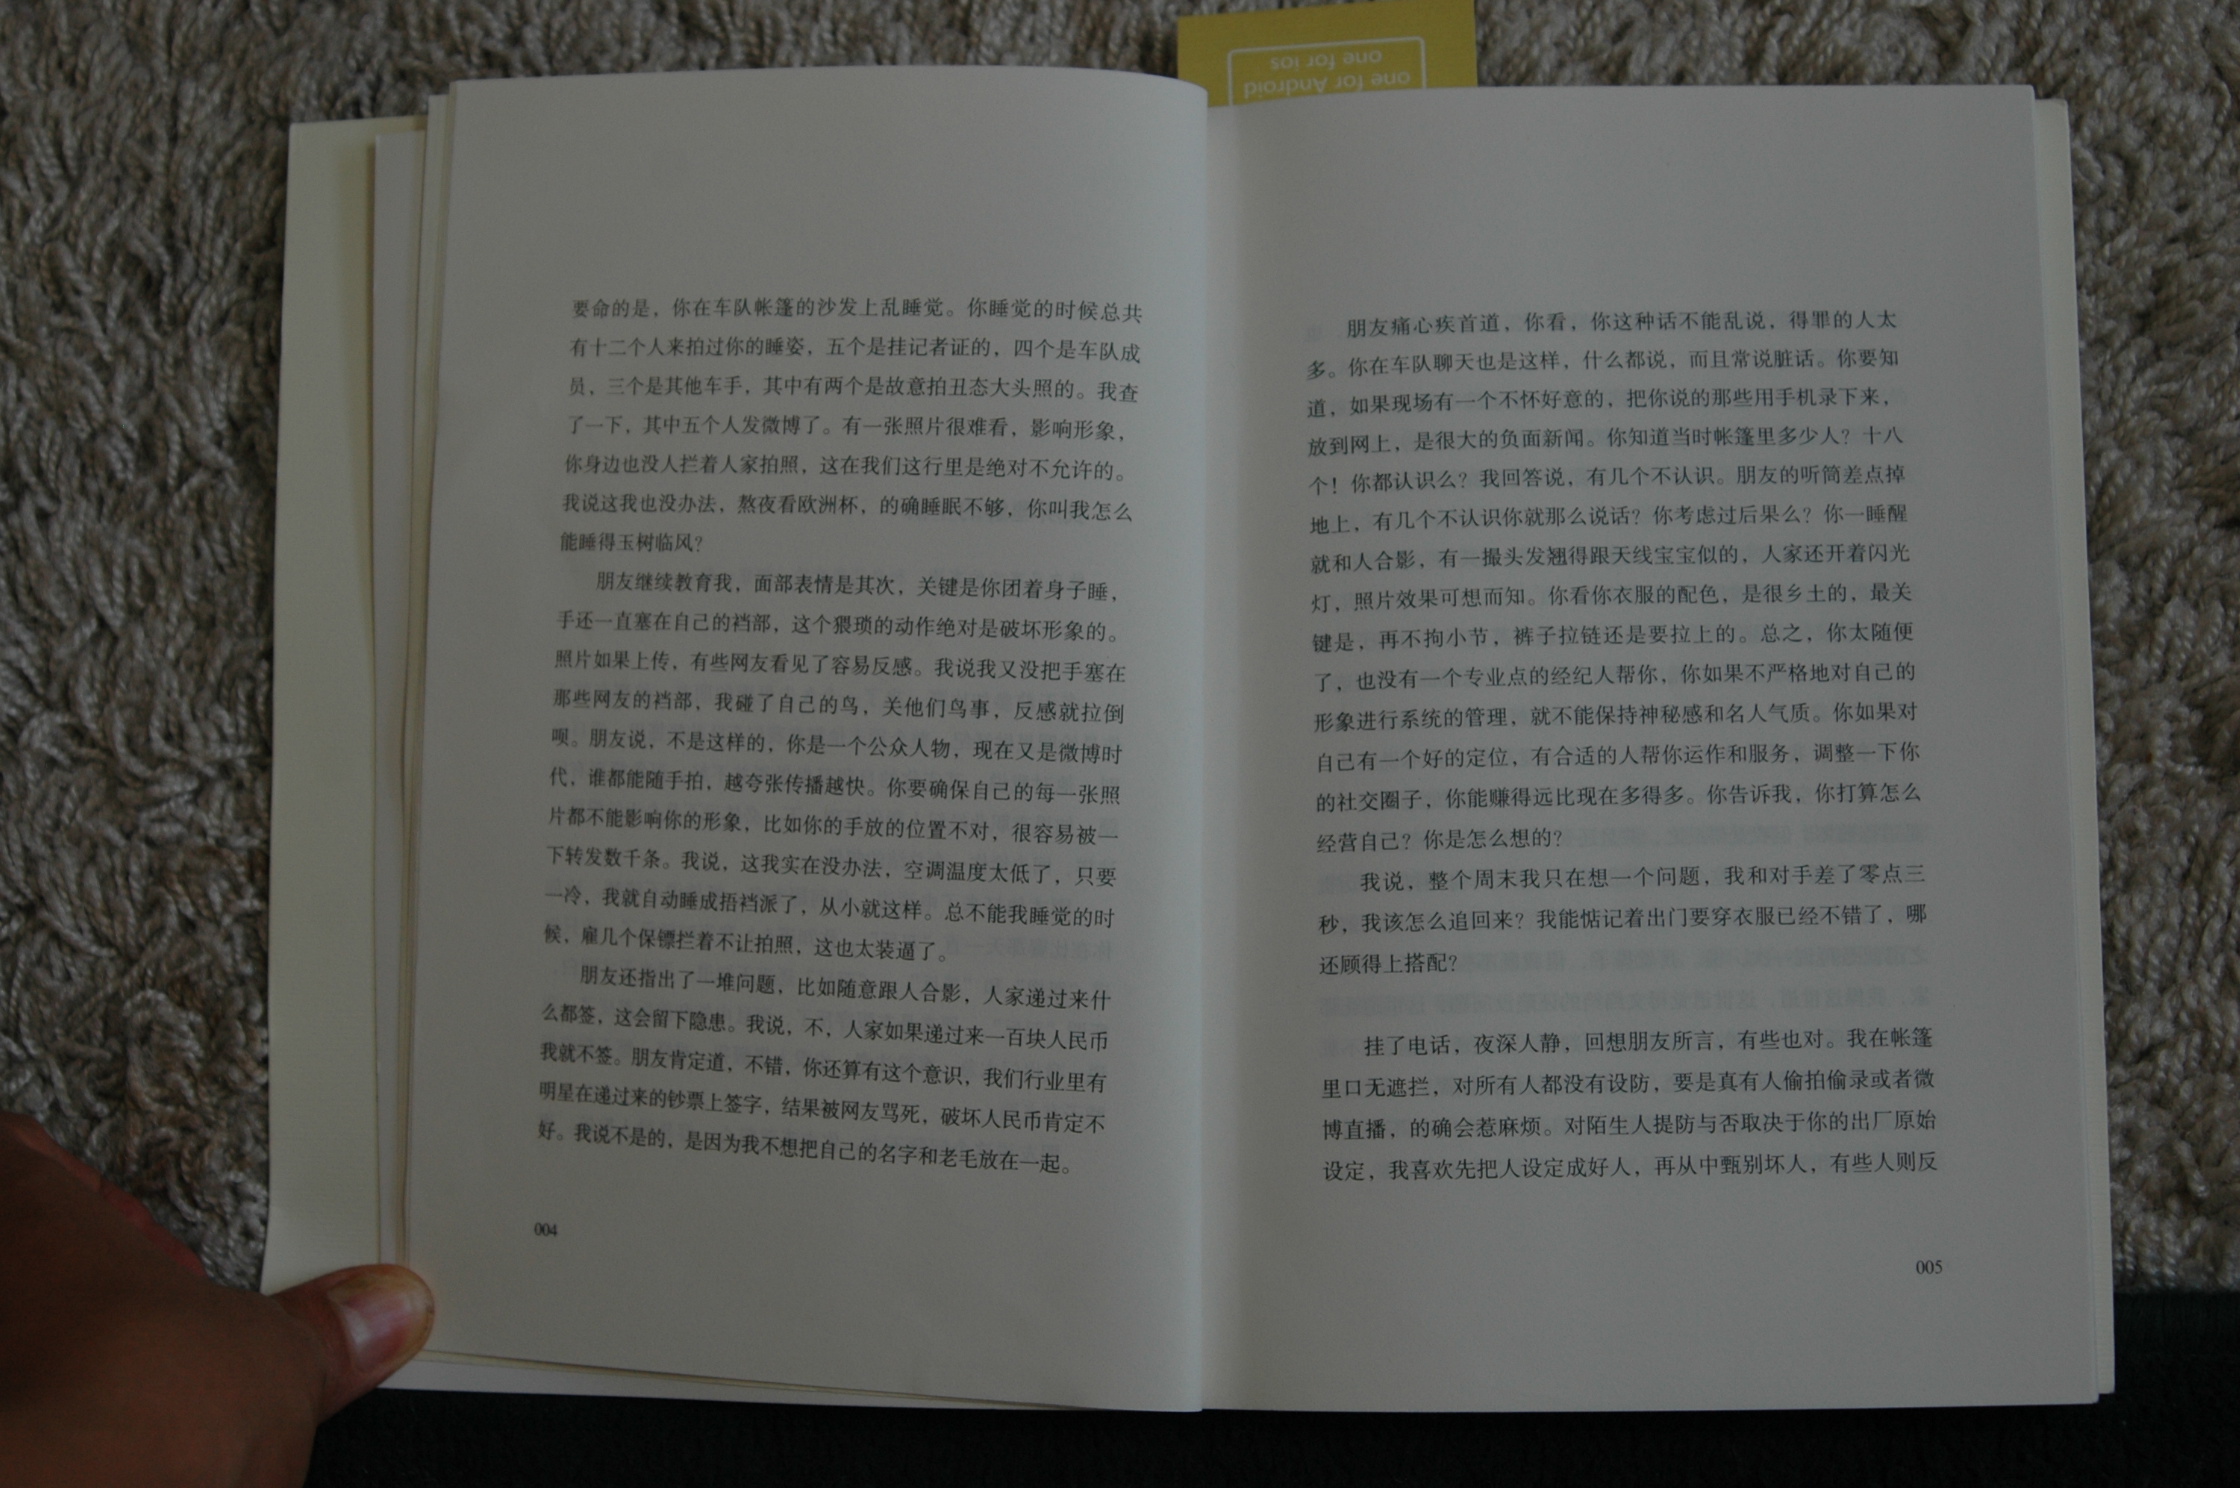 one for Android
one for ios
要命的是，你在车队帐篷的沙发上乱睡觉。你睡觉的时候总共
有十二个人来拍过你的睡姿，五个是挂记者证的，四个是车队成
员，三个是其他车手，其中有两个是故意拍丑态大头照的。我查
了一下，其中五个人发微博了。有一张照片很难看，影响形象，
你身边也没人拦着人家拍照，这在我们这行里是绝对不允许的。
我说这我也没办法，熬夜看欧洲杯，的确睡眠不够，你叫我怎么
能睡得玉树临风？
朋友继续教育我，面部表情是其次，关键是你团着身子睡，
手还一直塞在自己的裆部，这个猥琐的动作绝对是破坏形象的。
照片如果上传，有些网友看见了容易反感。我说我又没把手塞在
那些网友的裆部，我碰了自己的鸟，关他们鸟事，反感就拉倒
呗。朋友说，不是这样的，你是一个公众人物，现在又是微博时
代，谁都能随手拍，越夸张传播越快。你要确保自己的每一张照
片都不能影响你的形象，比如你的手放的位置不对，很容易被一
下转发数千条。我说，这我实在没办法，空调温度太低了，只要
一冷，我就自动睡成捂裆派了，从小就这样。总不能我睡觉的时
候，雇几个保镖拦着不让拍照，这也太装逼了。
朋友还指出了一堆问题，比如随意跟人合影，人家递过来什
么都签，这会留下隐患。我说，不，人家如果递过来一百块人民币
我就不签。朋友肯定道，不错，你还算有这个意识，我们行业里有
明星在递过来的钞票上签字，结果被网友骂死，破坏人民币肯定不
好。我说不是的，是因为我不想把自己的名字和老毛放在一起。
004
朋友痛心疾首道，你看，你这种话不能乱说，得罪的人太
多。你在车队聊天也是这样，什么都说，而且常说脏话。你要知
道，如果现场有一个不怀好意的，把你说的那些用手机录下来，
放到网上，是很大的负面新闻。你知道当时帐篷里多少人？十八
个！你都认识么？我回答说，有几个不认识。朋友的听筒差点掉
地上，有几个不认识你就那么说话？你考虑过后果么？你一睡醒
就和人合影，有一撮头发翘得跟天线宝宝似的，人家还开着闪光
灯，照片效果可想而知。你看你衣服的配色，是很乡土的，最关
键是，再不拘小节，裤子拉链还是要拉上的。总之，你太随便
了，也没有一个专业点的经纪人帮你，你如果不严格地对自己的
形象进行系统的管理，就不能保持神秘感和名人气质。你如果对
自己有一个好的定位，有合适的人帮你运作和服务，调整一下你
的社交圈子，你能赚得远比现在多得多。你告诉我，你打算怎么
经营自己？你是怎么想的？
我说，整个周末我只在想一个问题，我和对手差了零点三
秒，我该怎么追回来？我能惦记着出门要穿衣服已经不错了，哪
还顾得上搭配？
挂了电话，夜深人静，回想朋友所言，有些也对。我在帐篷
里口无遮拦，对所有人都没有设防，要是真有人偷拍偷录或者微
博直播，的确会惹麻烦。对陌生人提防与否取决于你的出厂原始
设定，我喜欢先把人设定成好人，再从中甄别坏人，有些人则反
005